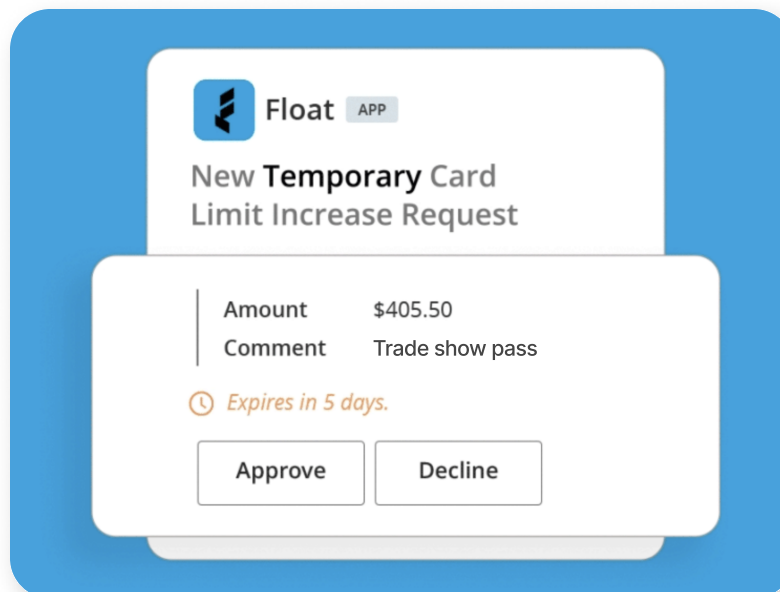 Float APP
New Temporary Card
Limit Increase Request
Amount $405.50
Comment Trade show pass
Expires in 5 days.
Approve Decline